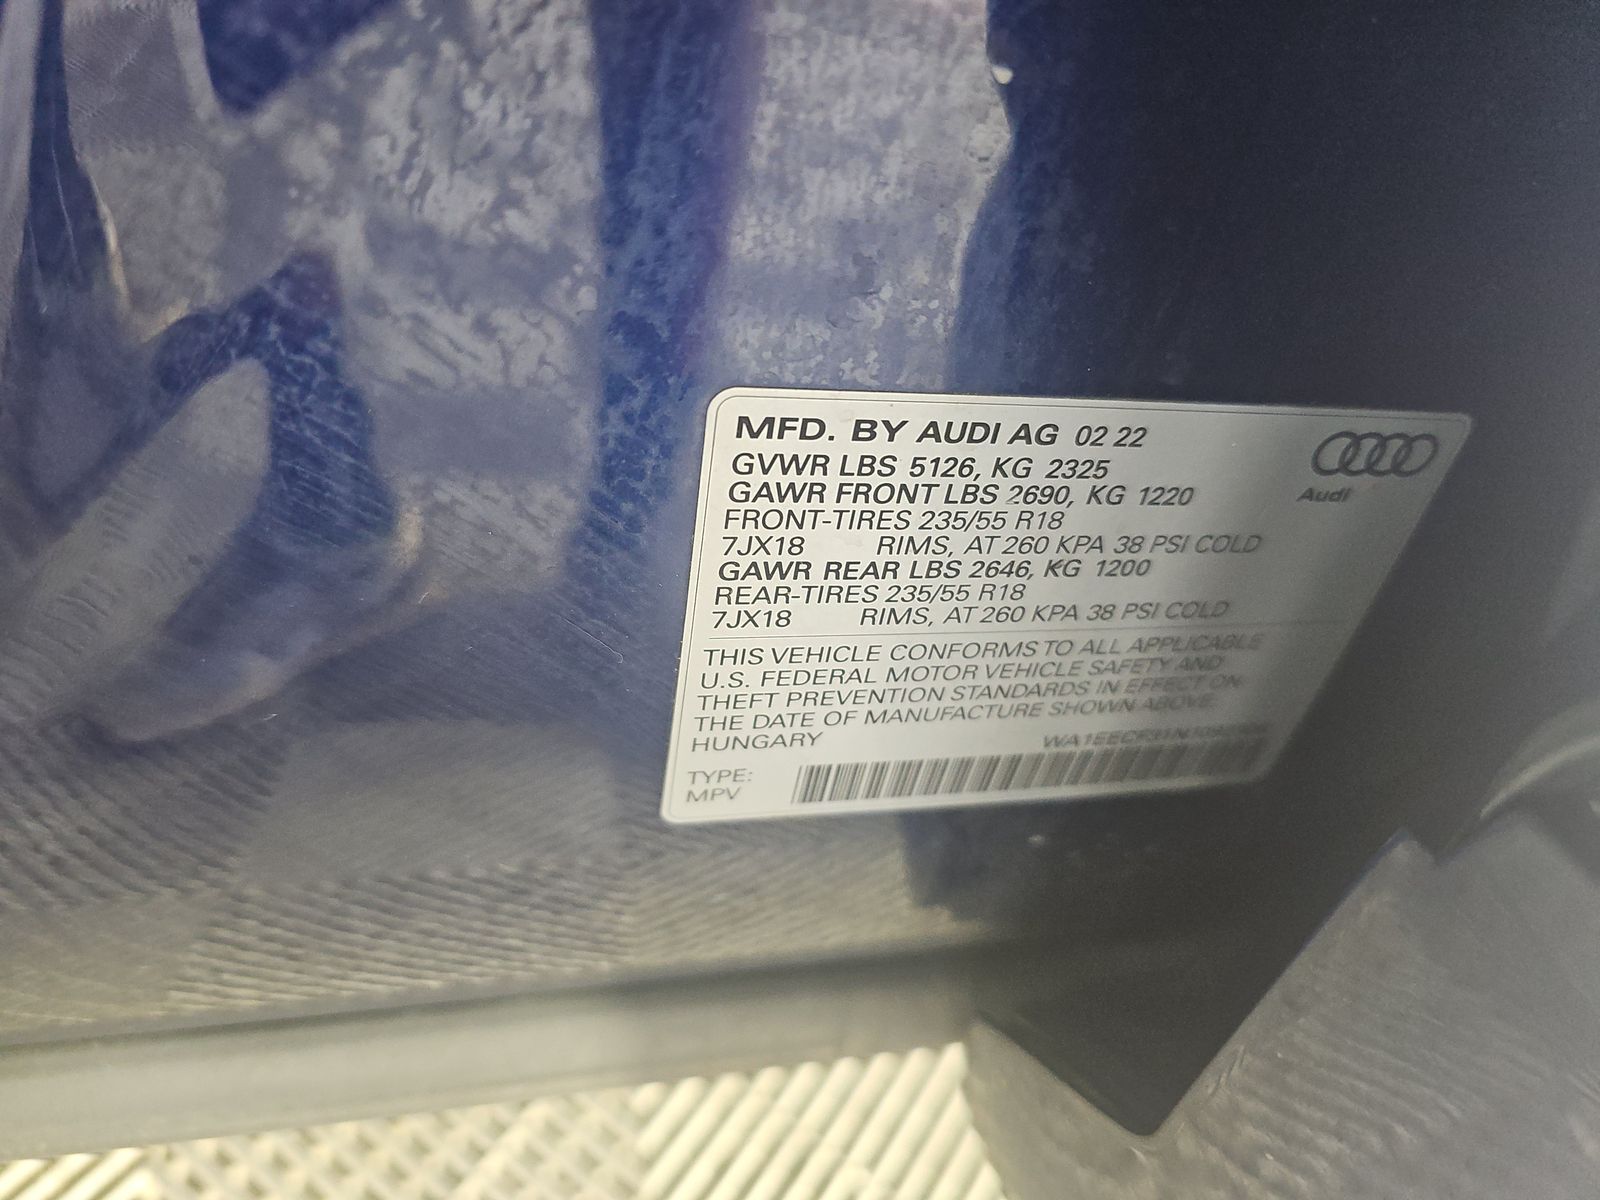 MFD. BY AUDI AG 02 22
GVWR LBS 5126, KG 2325
GAWR FRONT LBS 2690, KG 1220
FRONT-TIRES 235/55 R18
7JX18 RIMS, AT 260 KPA 38 PSI COLD
GAWR REAR LBS 2646, KG 1200
REAR-TIRES 235/55 R18
7JX18 RIMS, AT 260 KPA 38 PSI COLD
Audi
THIS VEHICLE CONFORMS TO ALL APPLICABLE
U.S. FEDERAL MOTOR VEHICLE SAFETY AND
THEFT PREVENTION STANDARDS IN EFFECT ON
THE DATE OF MANUFACTURE SHOWN ABOVE.
HUNGARY
TYPE:
MPV